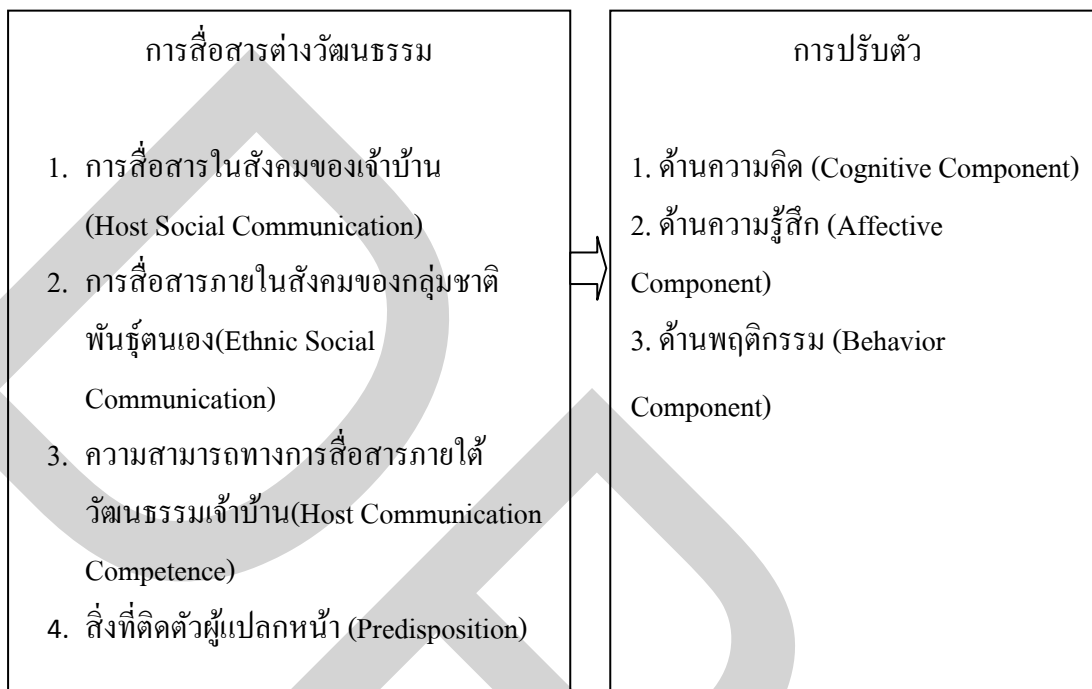 การสื่อสารต่างวัฒนธรรม
1. การสื่อสารในสังคมของเจ้าบ้าน
(Host Social Communication)
2. การสื่อสารภายในสังคมของกลุ่มชาติ
พันธุ์ตนเอง(Ethnic Social
Communication)
3. ความสามารถทางการสื่อสารภายใต้
วัฒนธรรมเจ้าบ้าน(Host Communication
Competence)
4. สิ่งที่ติดตัวผู้แปลกหน้า (Predisposition)
การปรับตัว
1. ด้านความคิด (Cognitive Component)
2. ด้านความรู้สึก (Affective
Component)
3. ด้านพฤติกรรม (Behavior
Component)